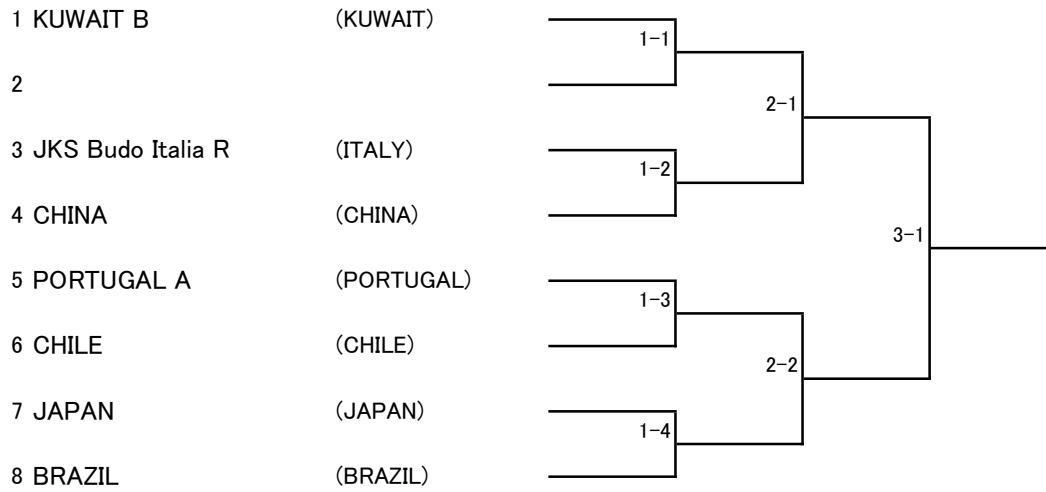 1 KUWAIT B (KUWAIT)
1-1
2
2-1
3 JKS Budo Italia R (ITALY)
1-2
4 CHINA (CHINA)
3-1
5 PORTUGAL A (PORTUGAL)
1-3
6 CHILE (CHILE)
2-2
7 JAPAN (JAPAN)
1-4
8 BRAZIL (BRAZIL)